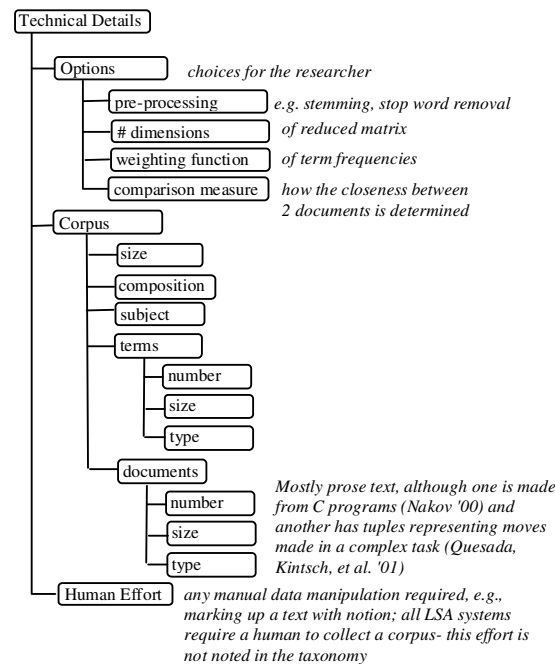 Technical Details
Options
choices for the researcher
pre-processing
e.g. stemming, stop word removal
# dimensions
of reduced matrix
weighting function
of term frequencies
comparison measure
how the closeness between
2 documents is determined
Corpus
size
composition
subject
terms
number
size
type
documents
number
size
type
Mostly prose text, although one is made
from C programs (Nakov '00) and
another has tuples representing moves
made in a complex task (Quesada,
Kintsch, et al. '01)
Human Effort
any manual data manipulation required, e.g.,
marking up a text with notion; all LSA systems
require a human to collect a corpus- this effort is
not noted in the taxonomy